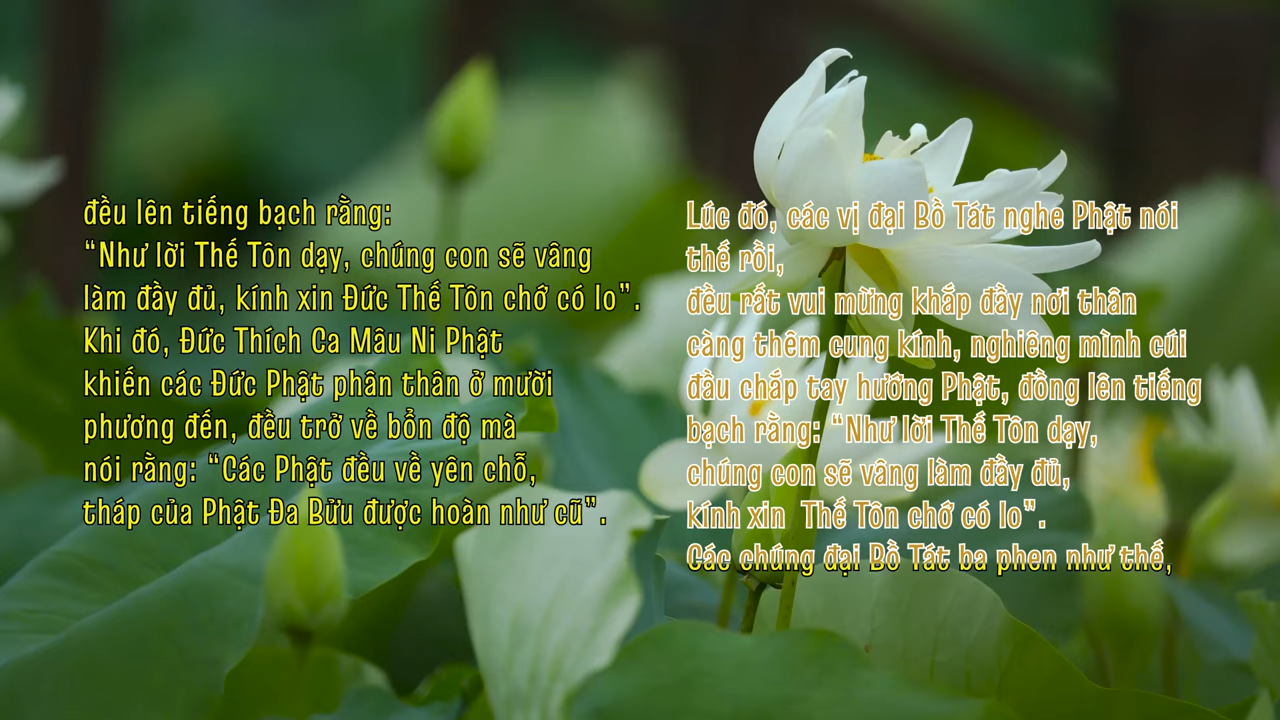 đều lên tiếng bạch rằng:
“Như lời Thế Tôn dạy, chúng con sẽ vâng
làm đầy đủ, kính xin Đức Thế Tôn chớ có lo”.
Khi đó, Đức Thích Ca Mâu Ni Phật
khiến các Đức Phật phân thân ở mười
phương đến, đều trở về bổn độ mà
nói rằng: “Các Phật đều về yên chỗ,
tháp của Phật Đa Bửu được hoàn như cũ”.
Lúc đó, các vị đại Bồ Tát nghe Phật nói
thế rồi,
đều rất vui mừng khắp đầy nơi thân
càng thêm cung kính, nghiêng mình cúi
đầu chắp tay hướng Phật, đồng lên tiếng
bạch rằng: “Như lời Thế Tôn dạy,
chúng con sẽ vâng làm đầy đủ,
kính xin  Thế Tôn chớ có lo”.
Các chúng đại Bồ Tát ba phen như thế,